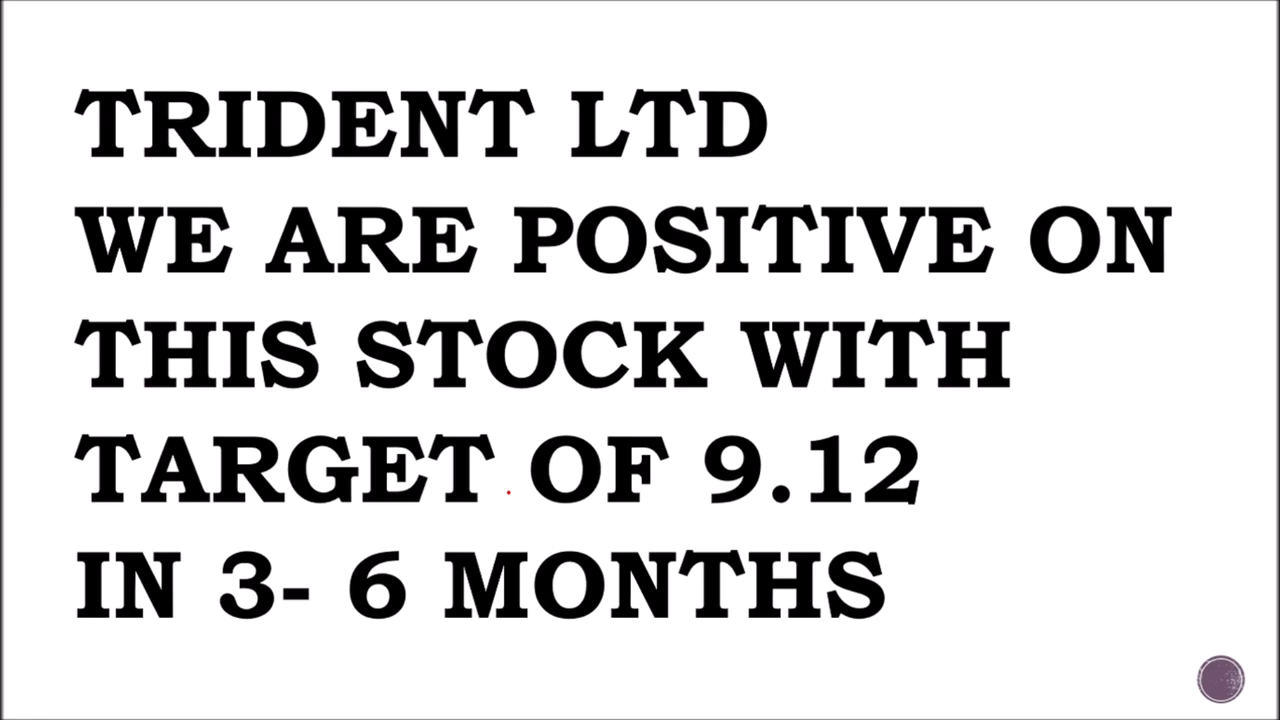 TRIDENT LTD
WE ARE POSITIVE ON
THIS STOCK WITH
TARGET OF 9.12
IN 3- 6 MONTHS